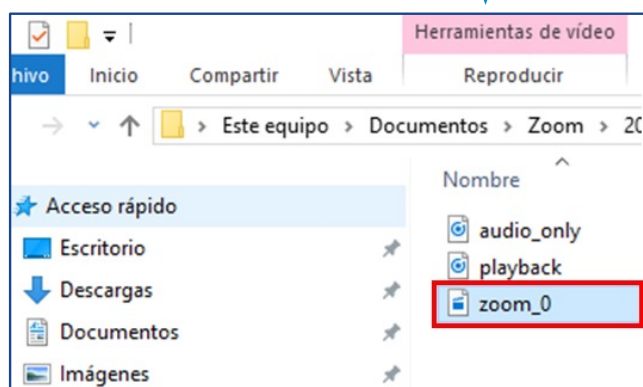 Herramientas de vídeo
hivo Inicio Compartir Vista Reproducir
Este equipo > Documentos > Zoom > 20
Nombre
Acceso rápido
Escritorio
Descargas
Documentos
Imágenes
audio_only
playback
zoom_0